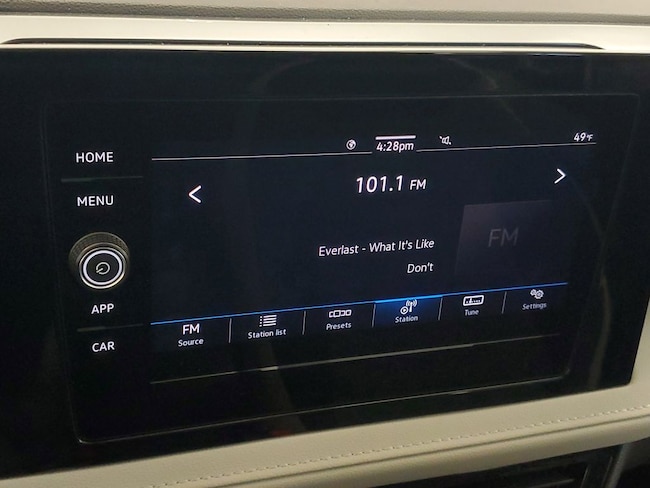 HOME
MENU
APP
CAR
4:28pm
49°F
101.1 FM
FM
Everlast - What It's Like
Don't
FM
Source
Station list
Presets
Station
Tune
Settings